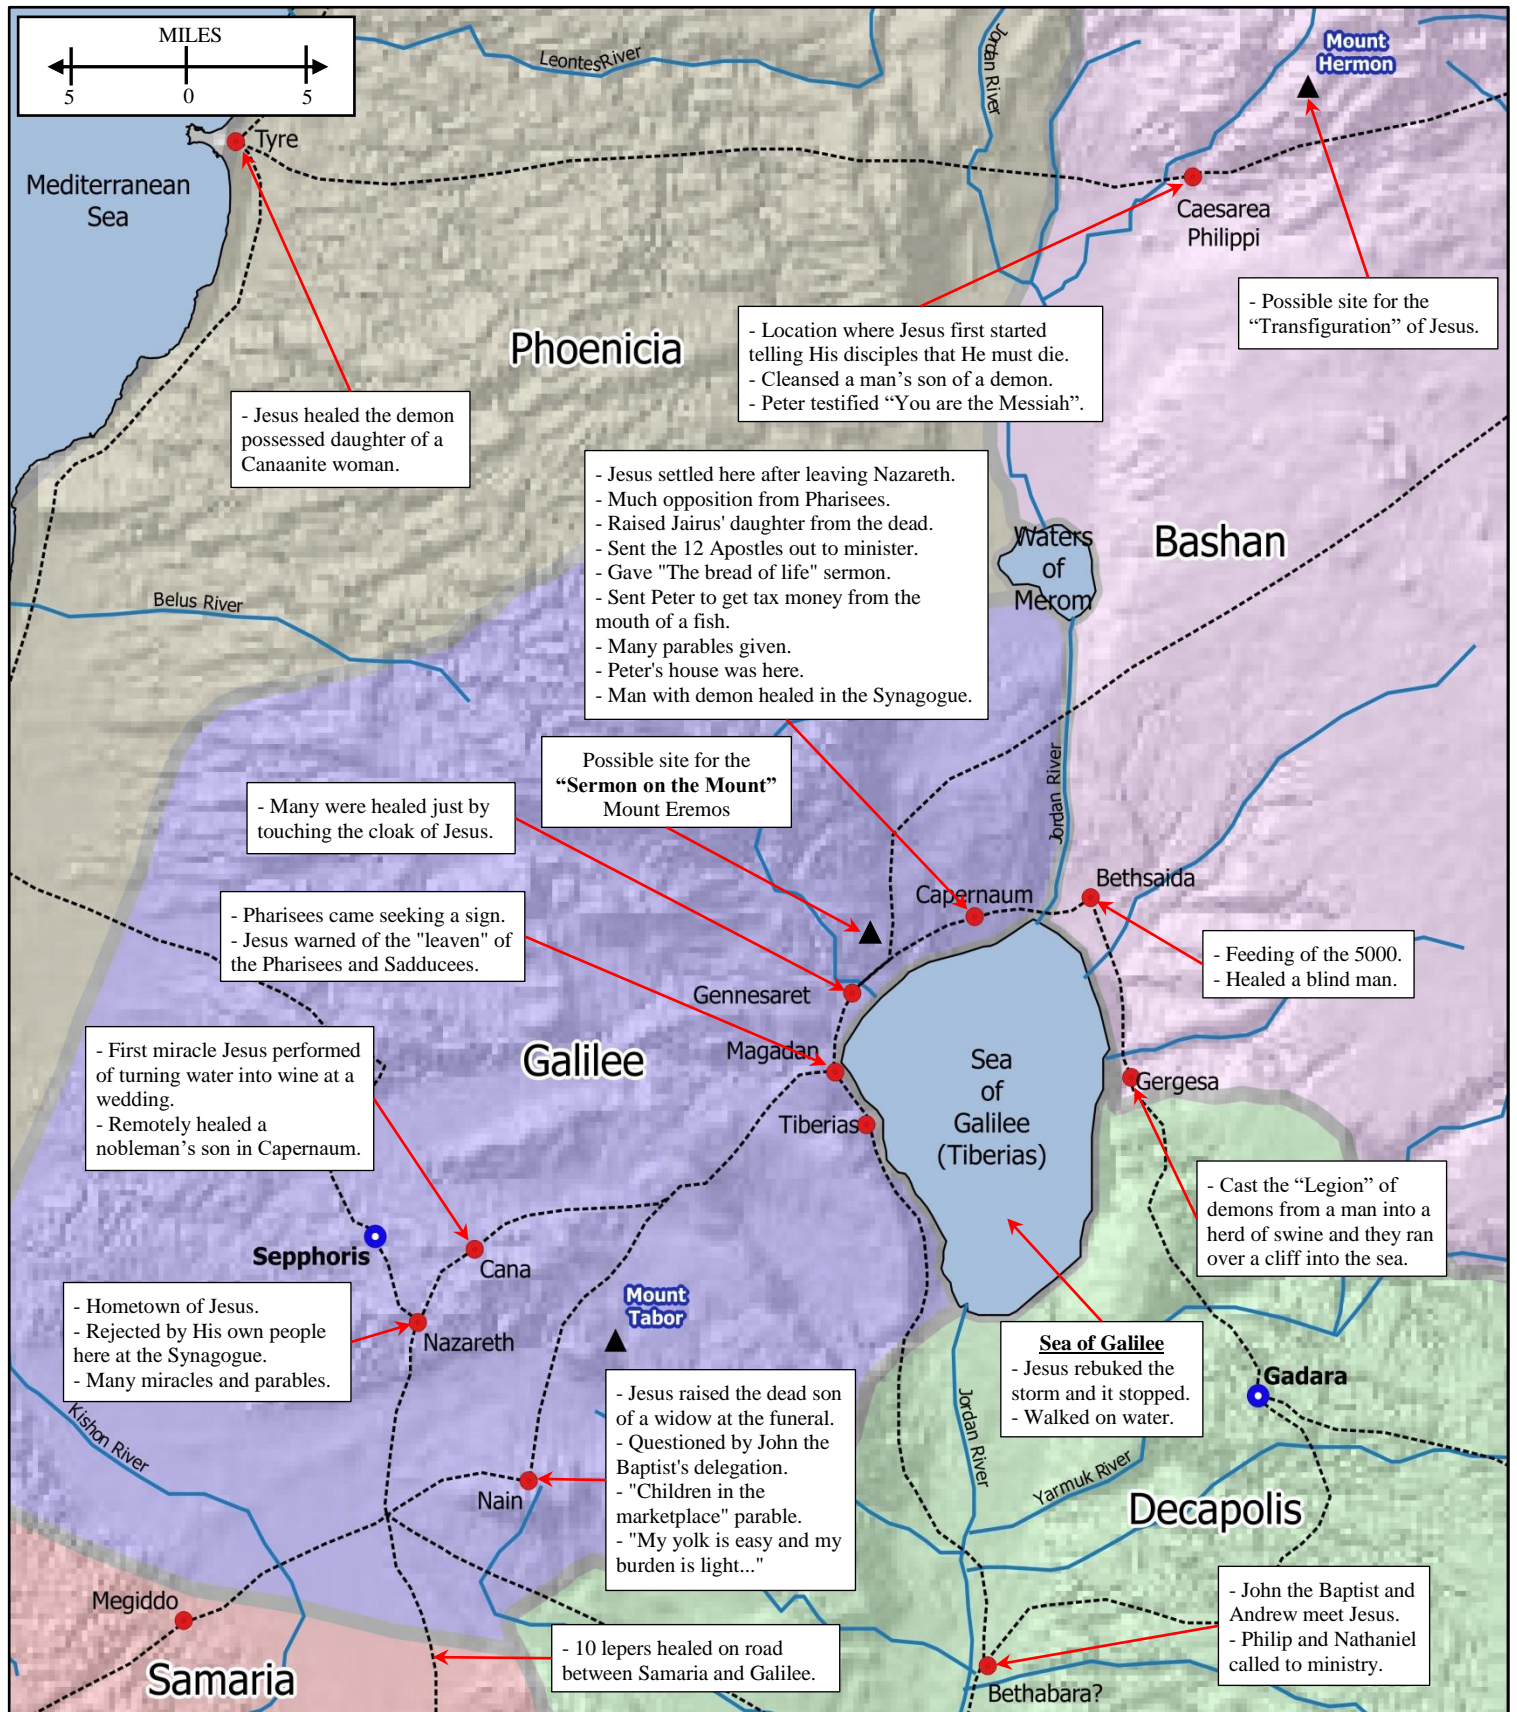 MILES
5 0 5
Leontes River
Jordan River
Mount
Hermon
Tyre
Mediterranean
Sea
Caesarea
Philippi
- Possible site for the
“Transfiguration” of Jesus.
- Location where Jesus first started
telling His disciples that He must die.
- Cleansed a man’s son of a demon.
- Peter testified “You are the Messiah”.
Phoenicia
- Jesus healed the demon
possessed daughter of a
Canaanite woman.
- Jesus settled here after leaving Nazareth.
- Much opposition from Pharisees.
- Raised Jairus' daughter from the dead.
- Sent the 12 Apostles out to minister.
- Gave "The bread of life" sermon.
- Sent Peter to get tax money from the
mouth of a fish.
- Many parables given.
- Peter's house was here.
- Man with demon healed in the Synagogue.
Waters
of
Merom
Bashan
Belus River
Possible site for the
“Sermon on the Mount”
Mount Eremos
Jordan River
- Many were healed just by
touching the cloak of Jesus.
Capernaum
Bethsaida
- Pharisees came seeking a sign.
- Jesus warned of the "leaven" of
the Pharisees and Sadducees.
- Feeding of the 5000.
- Healed a blind man.
Gennesaret
Magadan
Galilee
Sea
of
Galilee
(Tiberias)
Gergesa
- First miracle Jesus performed
of turning water into wine at a
wedding.
- Remotely healed a
nobleman’s son in Capernaum.
Tiberias
- Cast the “Legion” of
demons from a man into a
herd of swine and they ran
over a cliff into the sea.
Sepphoris
Cana
Mount
Tabor
- Hometown of Jesus.
- Rejected by His own people
here at the Synagogue.
- Many miracles and parables.
Nazareth
Sea of Galilee
- Jesus rebuked the
storm and it stopped.
- Walked on water.
Gadara
Kishon River
- Jesus raised the dead son
of a widow at the funeral.
- Questioned by John the
Baptist's delegation.
- "Children in the
marketplace" parable.
- "My yolk is easy and my
burden is light..."
Jordan River
Nain
Yarmuk River
Decapolis
Megiddo
- John the Baptist and
Andrew meet Jesus.
- Philip and Nathaniel
called to ministry.
- 10 lepers healed on road
between Samaria and Galilee.
Samaria
Bethabara?